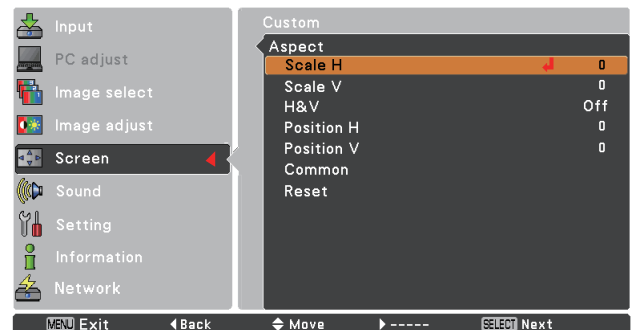 Input
PC adjust
Image select
Image adjust
Screen
Sound
Setting
Information
Network
Custom
Aspect
Scale H 0
Scale V 0
H&V Off
Position H 0
Position V 0
Common
Reset
MENU Exit Back Move ----- SELECT Next